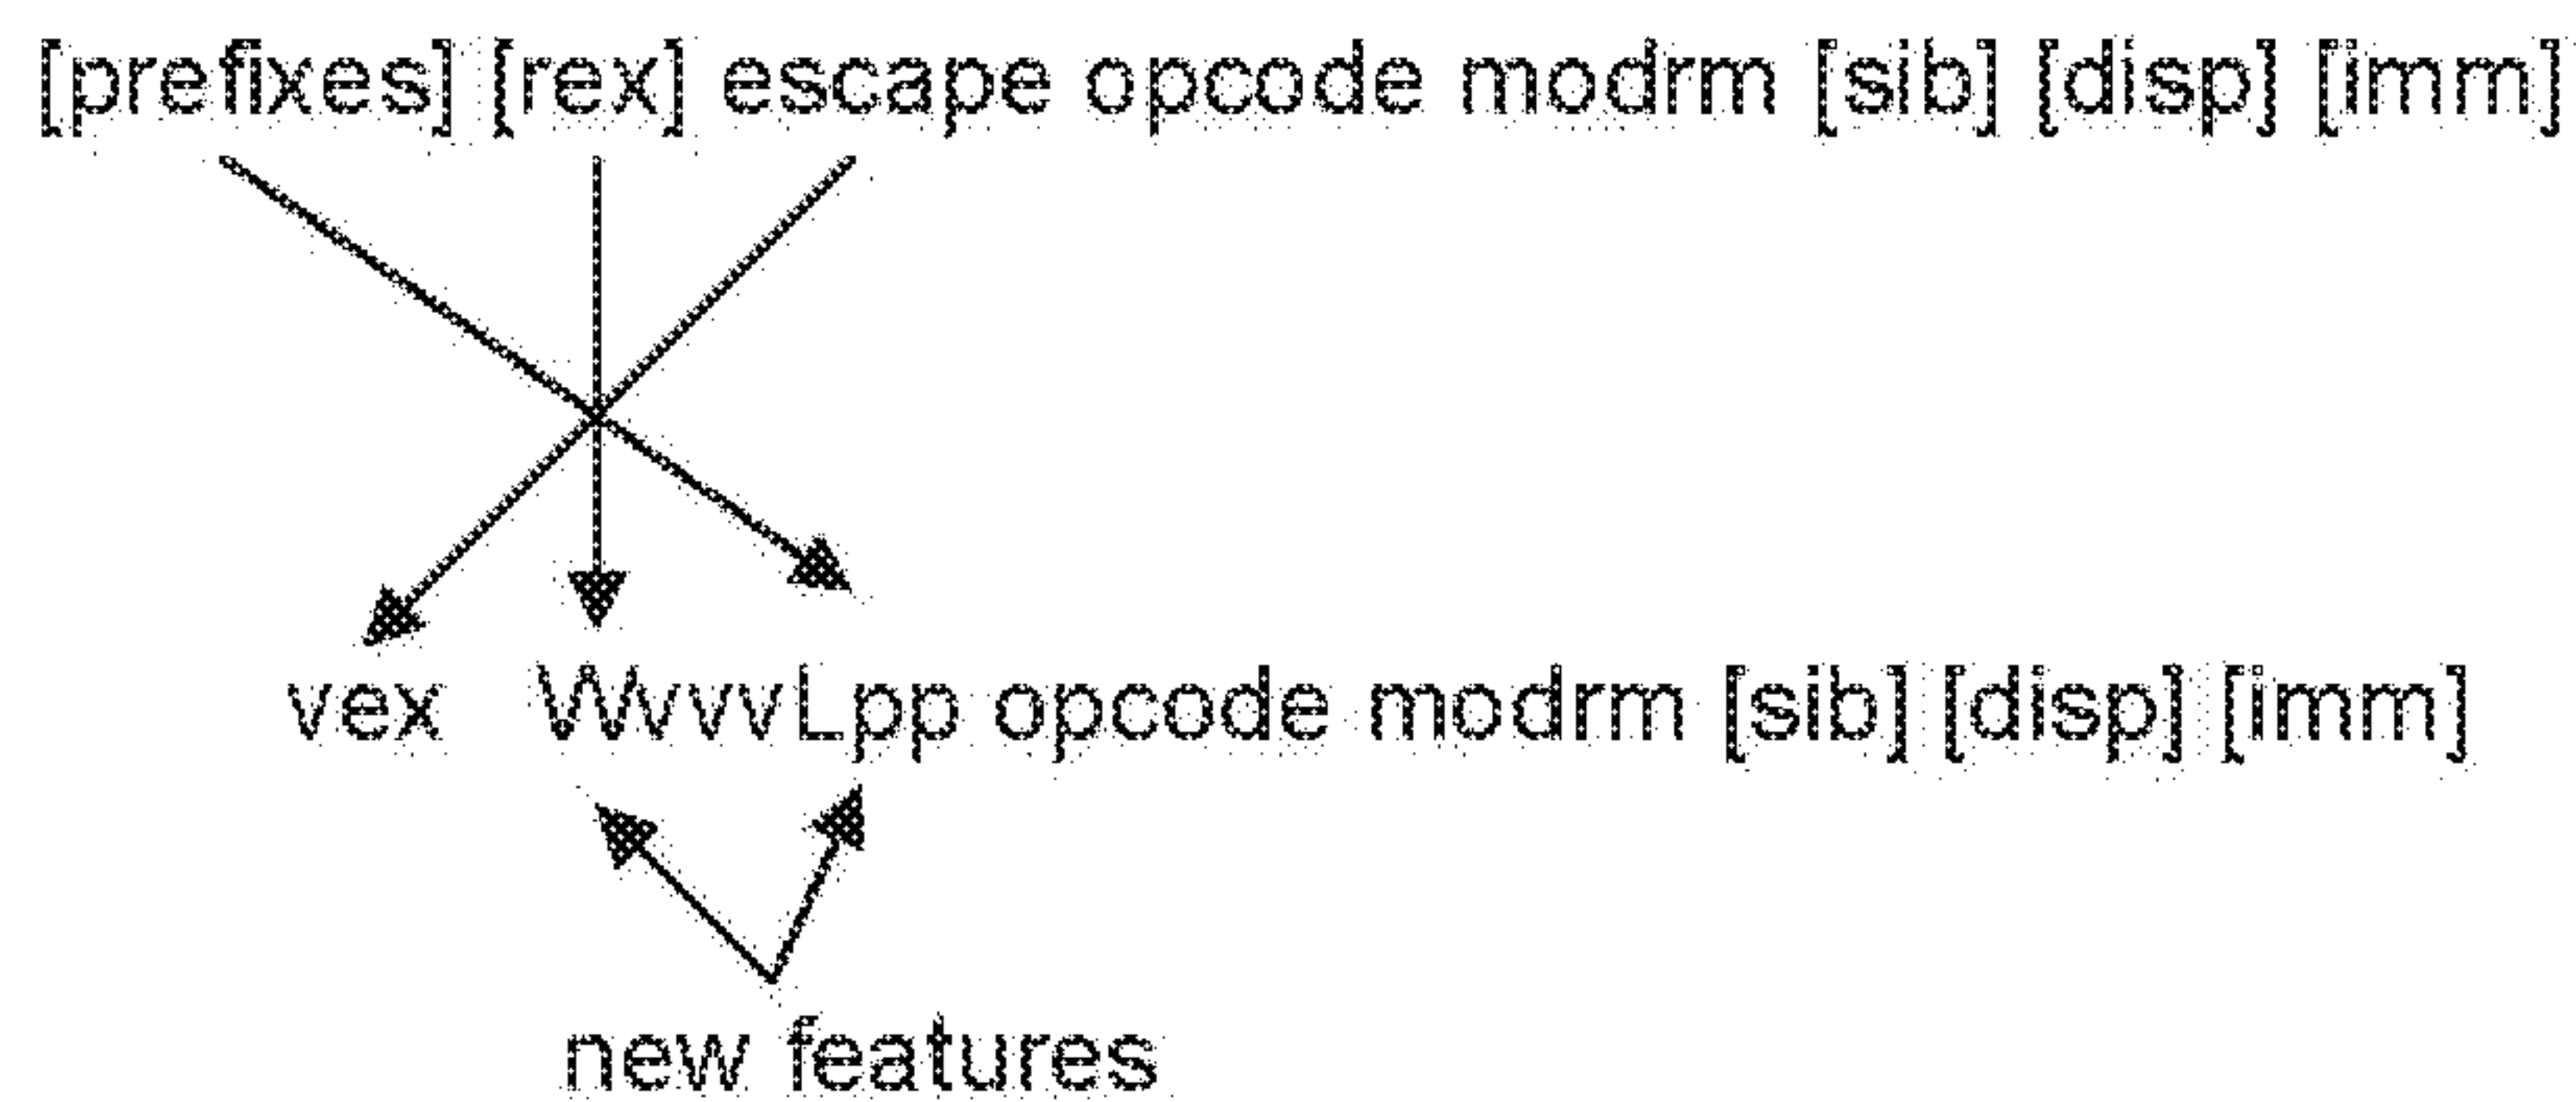 [prefixes] [rex] escape opcode modrm [sib] [disp] [imm]
vex WvvvLpp opcode modrm [sib] [disp] [imm]
new features